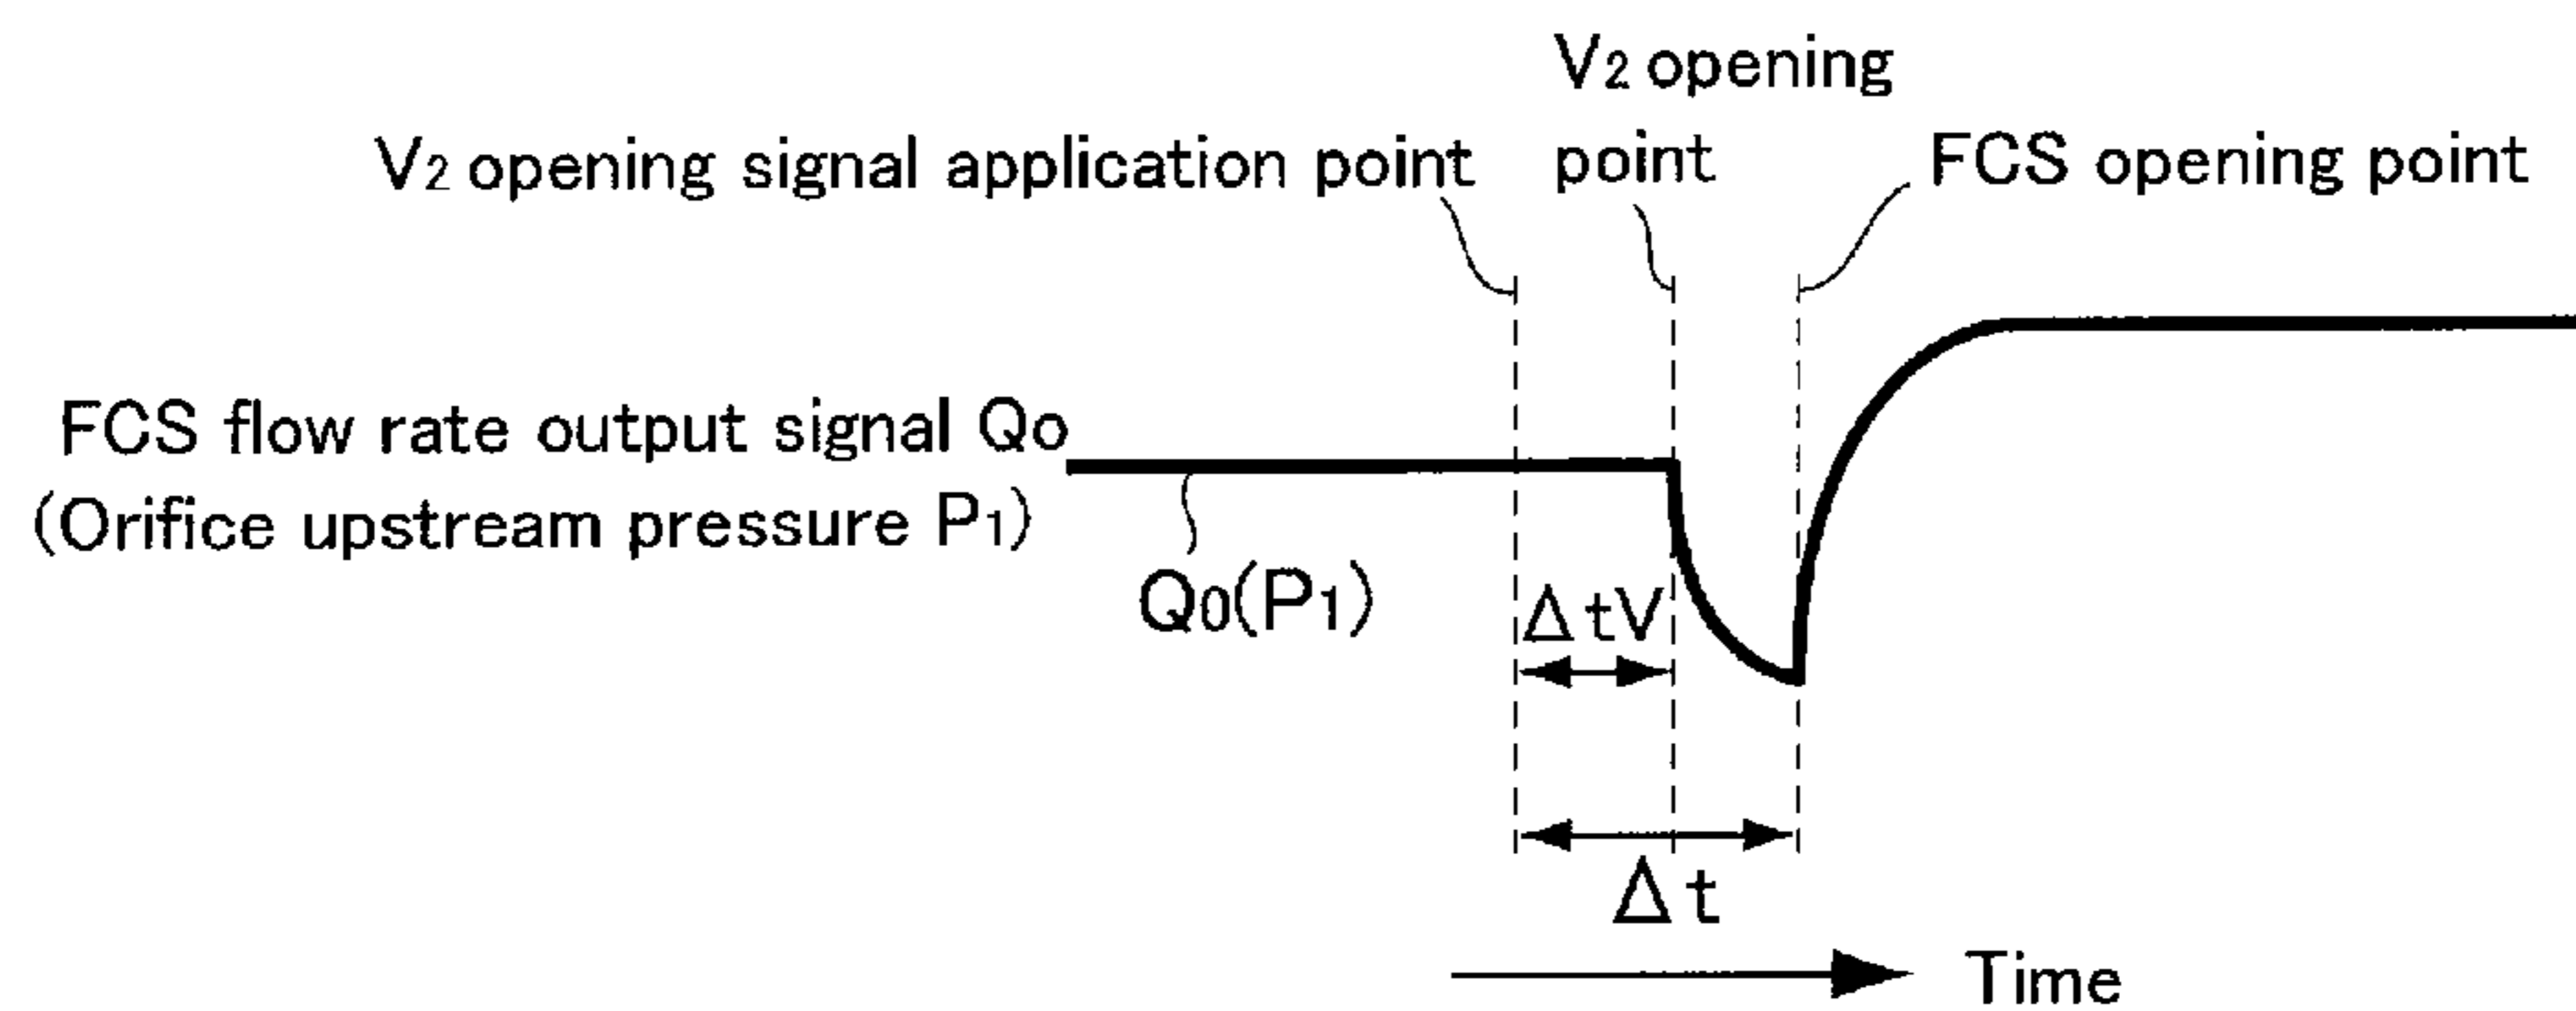 V2 opening
V2 opening signal application point
point
FCS opening point
FCS flow rate output signal Qo
(Orifice upstream pressure P1)
Q0(P1)
ΔtV
Δt
Time